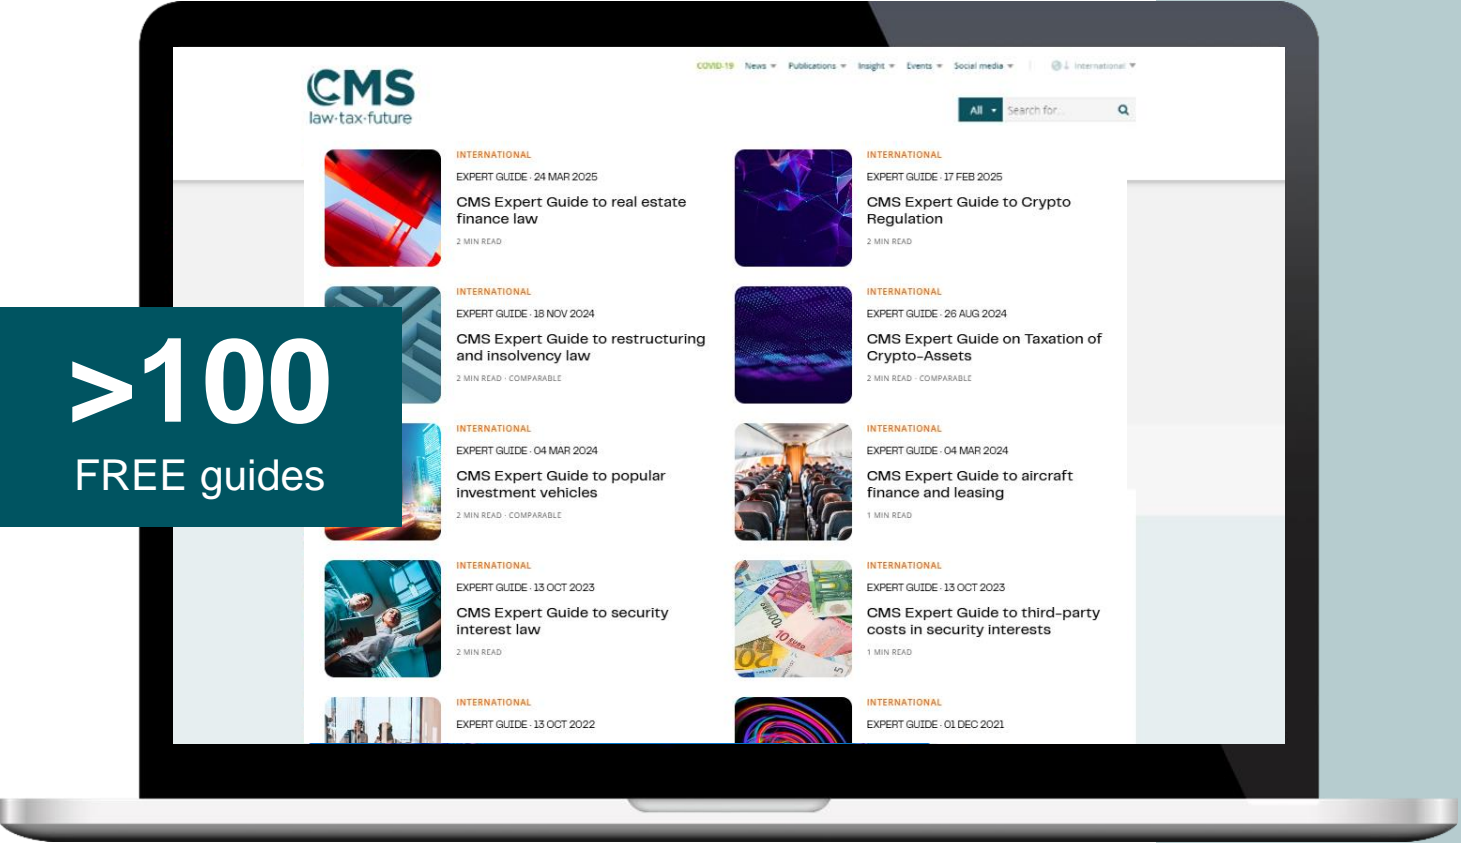 CMS
law·tax·future
COVID-19 News Publications Insight Events Social media International
All Search for...
INTERNATIONAL
EXPERT GUIDE · 24 MAR 2025
CMS Expert Guide to real estate
finance law
2 MIN READ
INTERNATIONAL
EXPERT GUIDE · 17 FEB 2025
CMS Expert Guide to Crypto
Regulation
2 MIN READ
INTERNATIONAL
EXPERT GUIDE · 18 NOV 2024
CMS Expert Guide to restructuring
and insolvency law
2 MIN READ · COMPARABLE
INTERNATIONAL
EXPERT GUIDE · 26 AUG 2024
CMS Expert Guide on Taxation of
Crypto-Assets
2 MIN READ · COMPARABLE
>100
FREE guides
INTERNATIONAL
EXPERT GUIDE · 04 MAR 2024
CMS Expert Guide to popular
investment vehicles
2 MIN READ · COMPARABLE
INTERNATIONAL
EXPERT GUIDE · 04 MAR 2024
CMS Expert Guide to aircraft
finance and leasing
1 MIN READ
INTERNATIONAL
EXPERT GUIDE · 13 OCT 2023
CMS Expert Guide to security
interest law
2 MIN READ
INTERNATIONAL
EXPERT GUIDE · 13 OCT 2023
CMS Expert Guide to third-party
costs in security interests
1 MIN READ
INTERNATIONAL
EXPERT GUIDE · 13 OCT 2022
INTERNATIONAL
EXPERT GUIDE · 01 DEC 2021